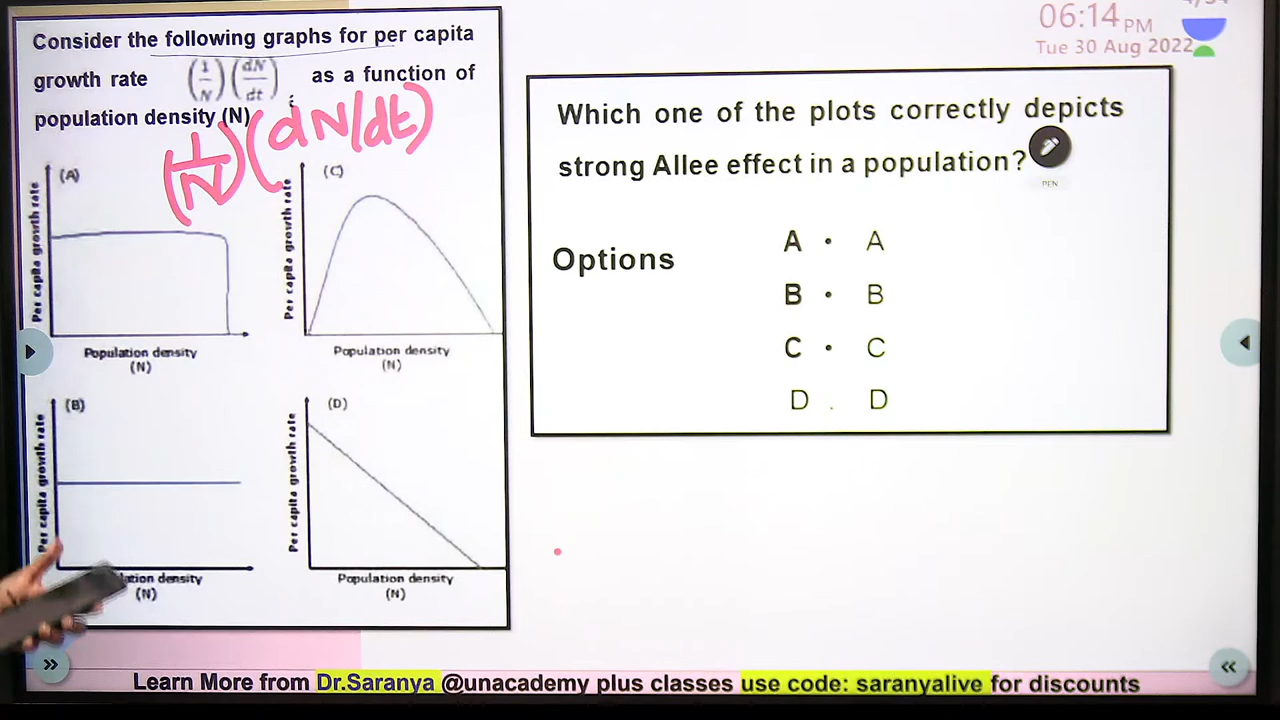 Consider the following graphs for per capita
growth rate (1/N) (dN/dt) as a function of
population density (N)
(1/N)(dN/dt)
(A)
Per capita growth rate
Population density
(N)
(C)
Per capita growth rate
Population density
(N)
(B)
Per capita growth rate
(N)
(D)
Per capita growth rate
Population density
(N)
06:14 PM
Tue 30 Aug 2022
Which one of the plots correctly depicts
strong Allee effect in a population?
PEN
Options
A • A
B • B
C • C
D . D
Learn More from Dr.Saranya @unacademy plus classes use code: saranyalive for discounts